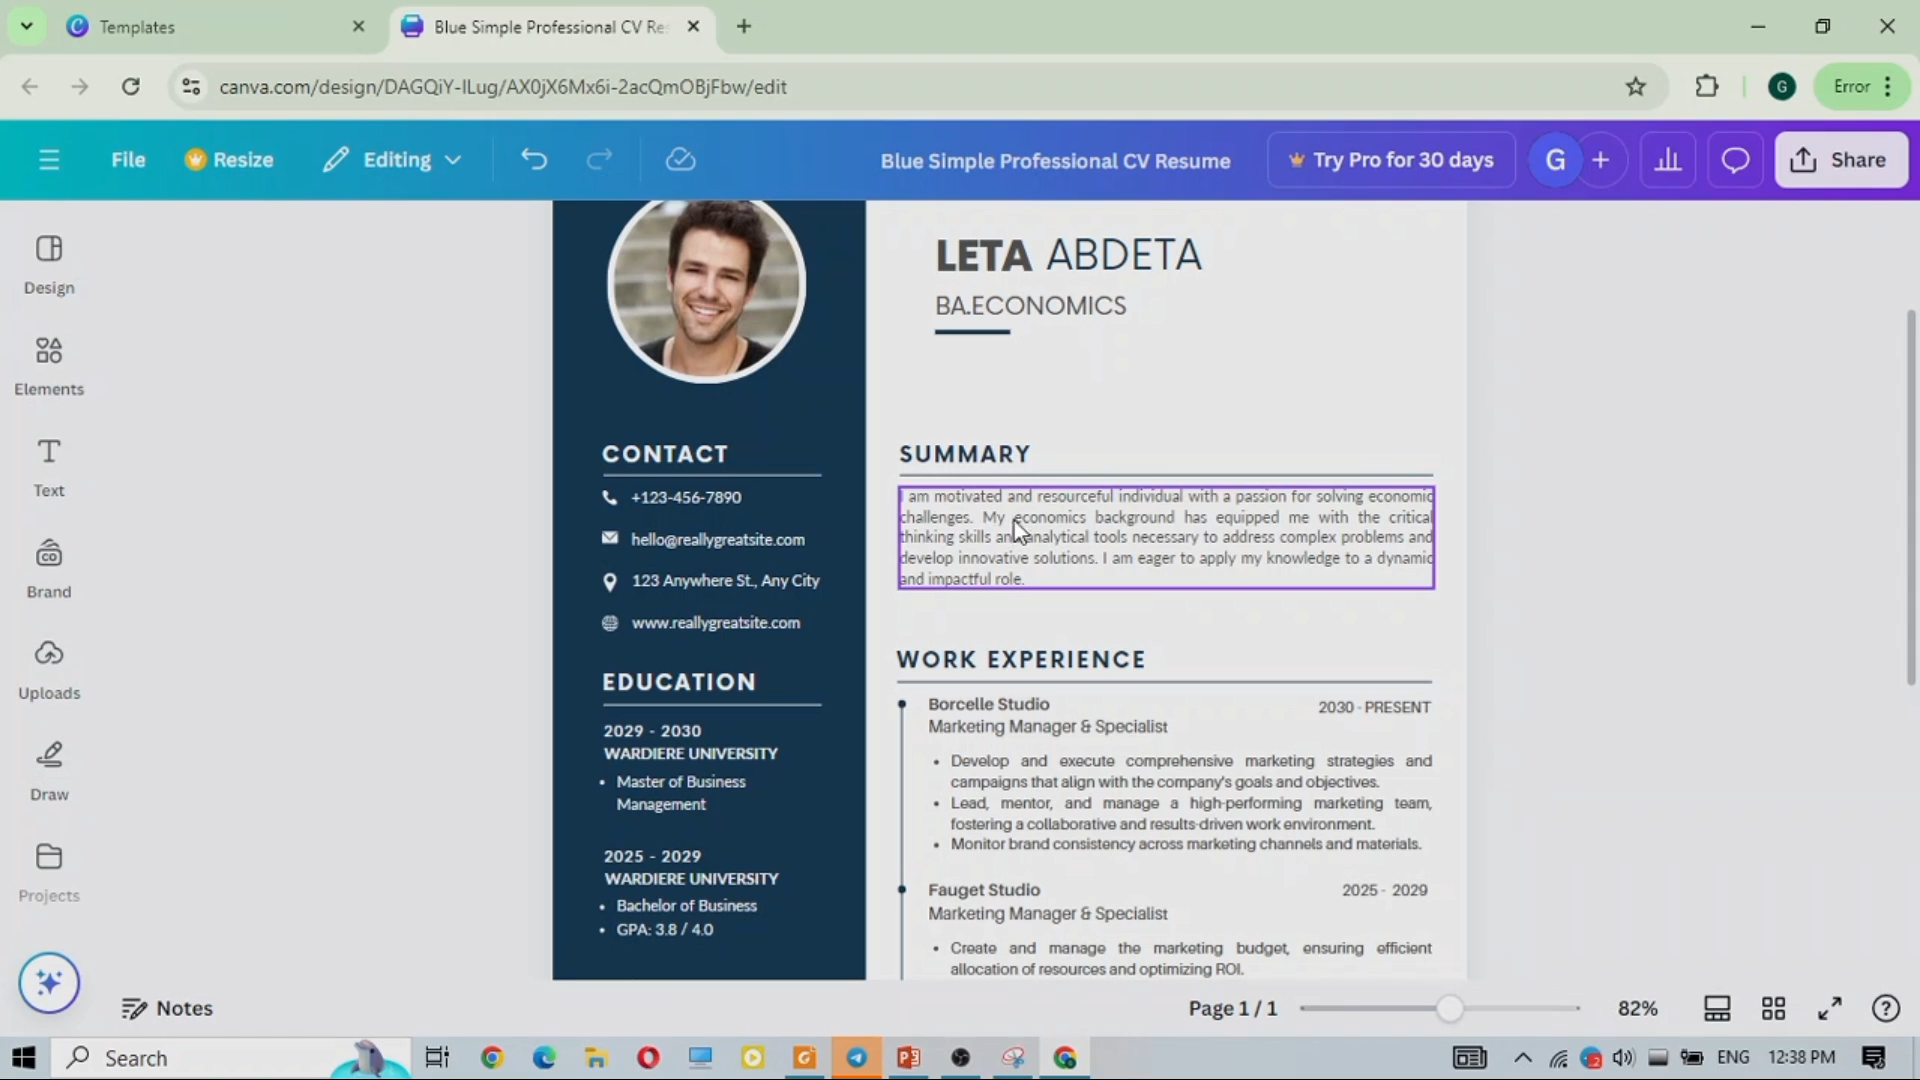 Templates
Blue Simple Professional CV Re
canva.com/design/DAGQiY-ILug/AX0jX6Mx6i-2acQmOBjFbw/edit
G
Error
File
Resize
Editing
Blue Simple Professional CV Resume
Try Pro for 30 days
G
Share
Design
Elements
Text
Brand
Uploads
Draw
Projects
LETA ABDETA
BA.ECONOMICS
CONTACT
+123-456-7890
hello@reallygreatsite.com
123 Anywhere St., Any City
www.reallygreatsite.com
EDUCATION
2029 - 2030
WARDIERE UNIVERSITY
• Master of Business
Management
2025 - 2029
WARDIERE UNIVERSITY
• Bachelor of Business
• GPA: 3.8 / 4.0
SUMMARY
I am motivated and resourceful individual with a passion for solving economic
challenges. My economics background has equipped me with the critical
thinking skills and analytical tools necessary to address complex problems and
develop innovative solutions. I am eager to apply my knowledge to a dynamic
and impactful role.
WORK EXPERIENCE
Borcelle Studio
2030 - PRESENT
Marketing Manager & Specialist
• Develop and execute comprehensive marketing strategies and
campaigns that align with the company's goals and objectives.
• Lead, mentor, and manage a high-performing marketing team,
fostering a collaborative and results-driven work environment.
• Monitor brand consistency across marketing channels and materials.
Fauget Studio
2025 - 2029
Marketing Manager & Specialist
• Create and manage the marketing budget, ensuring efficient
allocation of resources and optimizing ROI.
Notes
Page 1 / 1
82%
Search
ENG
12:38 PM